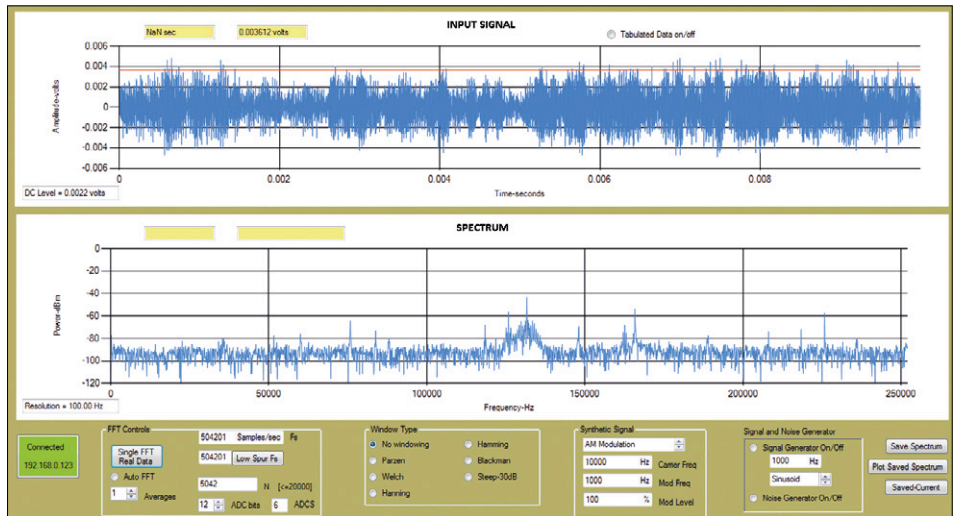 INPUT SIGNAL
NaN sec
0.003612 volts
Tabulated Data on/off
Amplitude-volts
0.006
0.004
0.002
0
-0.002
-0.004
-0.006
0
0.002
0.004
0.006
0.008
Time-seconds
DC Level = 0.0022 volts
SPECTRUM
Power-dBm
0
-20
-40
-60
-80
-100
-120
0
50000
100000
150000
200000
250000
Frequency-Hz
Resolution = 100.00 Hz
Connected
192.168.0.123
FFT Controls
Single FFT
Real Data
504201 Samples/sec Fs
504201 Low Spur Fs
Auto FFT
1 Averages
5042 N [<=20000]
12 ADC bits 6 ADCS
Window Type
No windowing
Parzen
Welch
Hanning
Hamming
Blackman
Steep-30dB
Synthetic Signal
AM Modulation
10000 Hz Carrier Freq
1000 Hz Mod Freq
100 % Mod Level
Signal and Noise Generator
Signal Generator On/Off
1000 Hz
Sinusoid
Noise Generator On/Off
Save Spectrum
Plot Saved Spectrum
Saved-Current